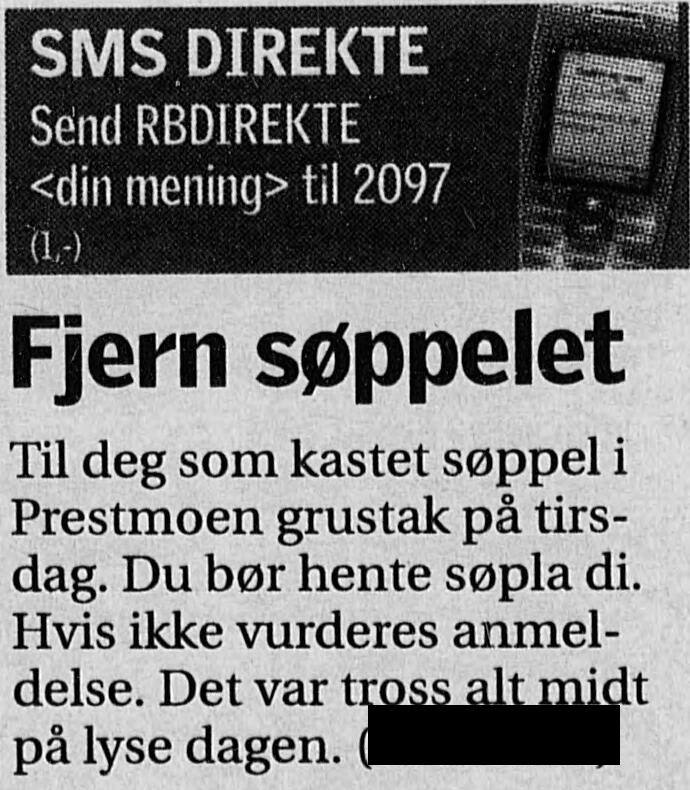 SMS DIREKTE
Send RBDIREKTE
<din mening> til 2097
(1,-)
Fjern søppelet
Til deg som kastet søppel i
Prestmoen grustak på tirs-
dag. Du bør hente søpla di.
Hvis ikke vurderes anmel-
delse. Det var tross alt midt
på lyse dagen. (